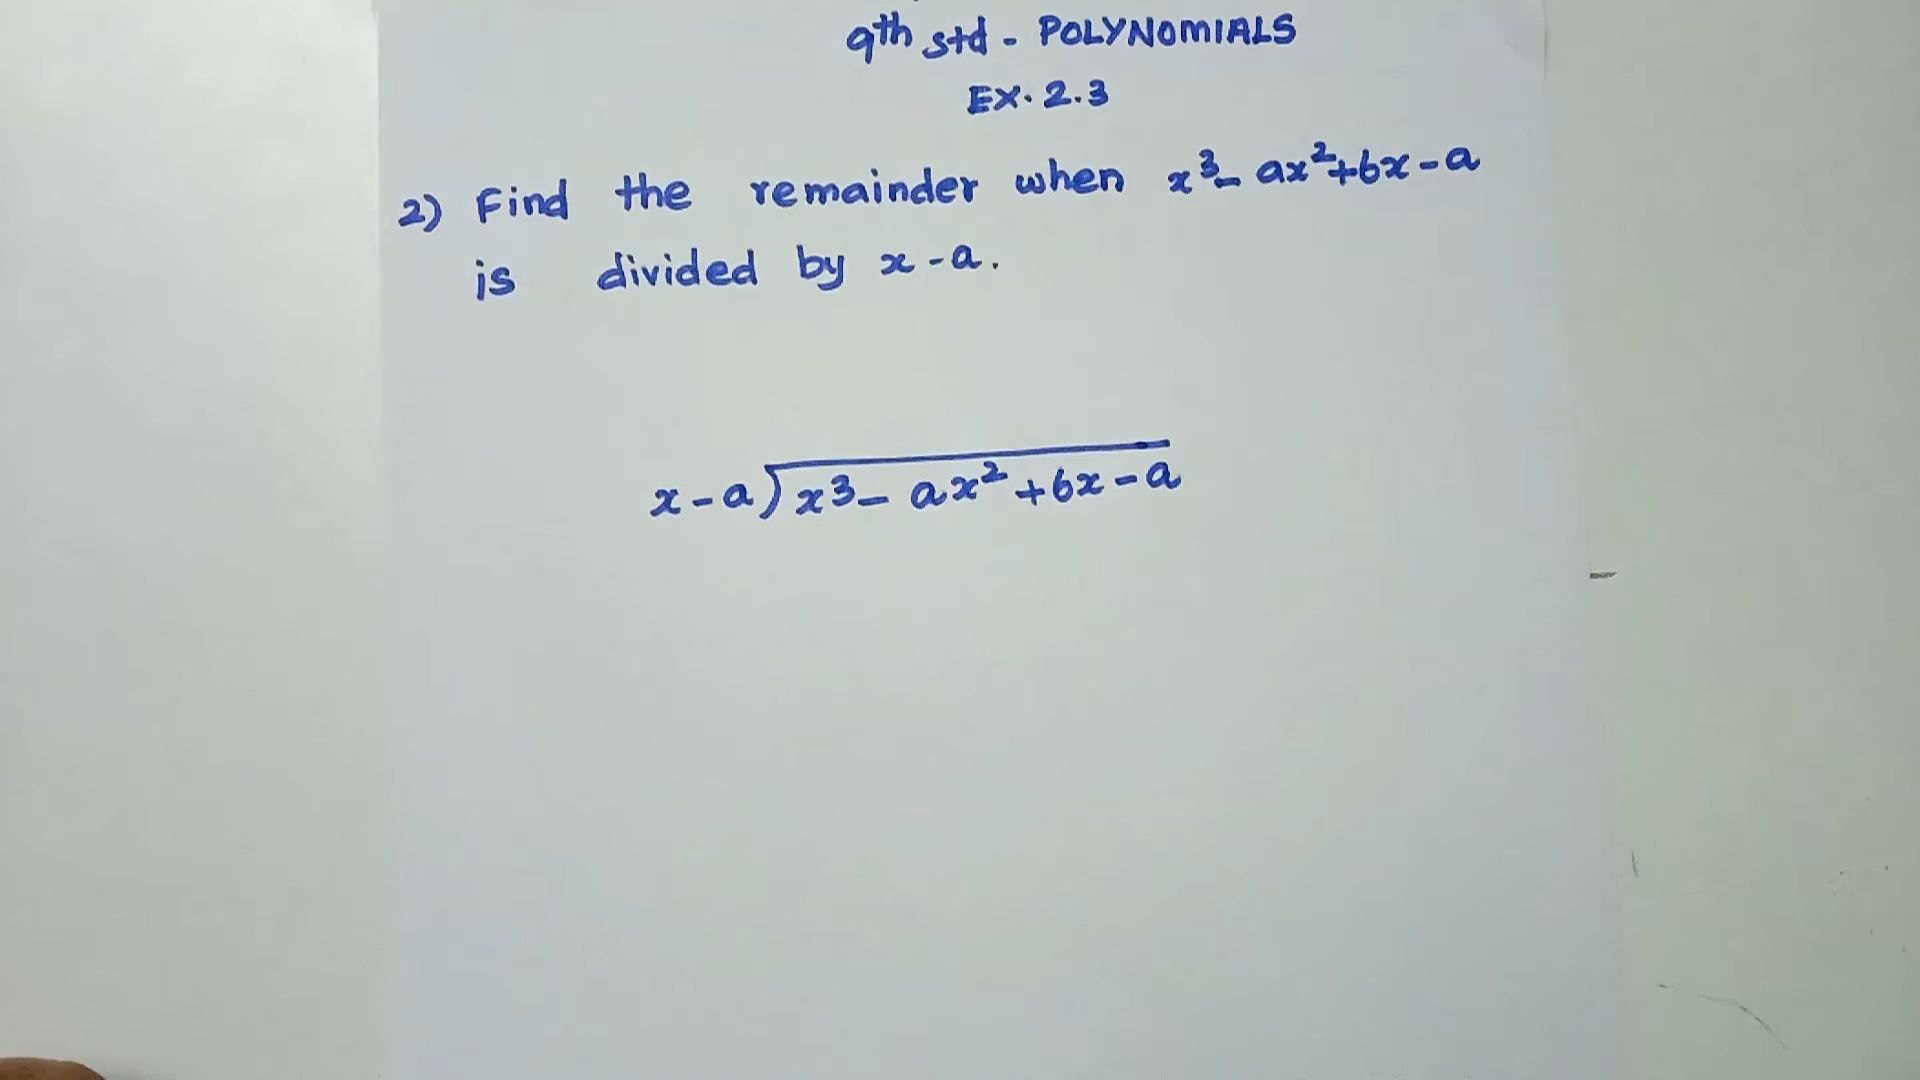 9th std - POLYNOMIALS
EX. 2.3
2) Find the remainder when x³ - ax² + 6x - a
is divided by x - a.
x - a) x³ - ax² + 6x - a